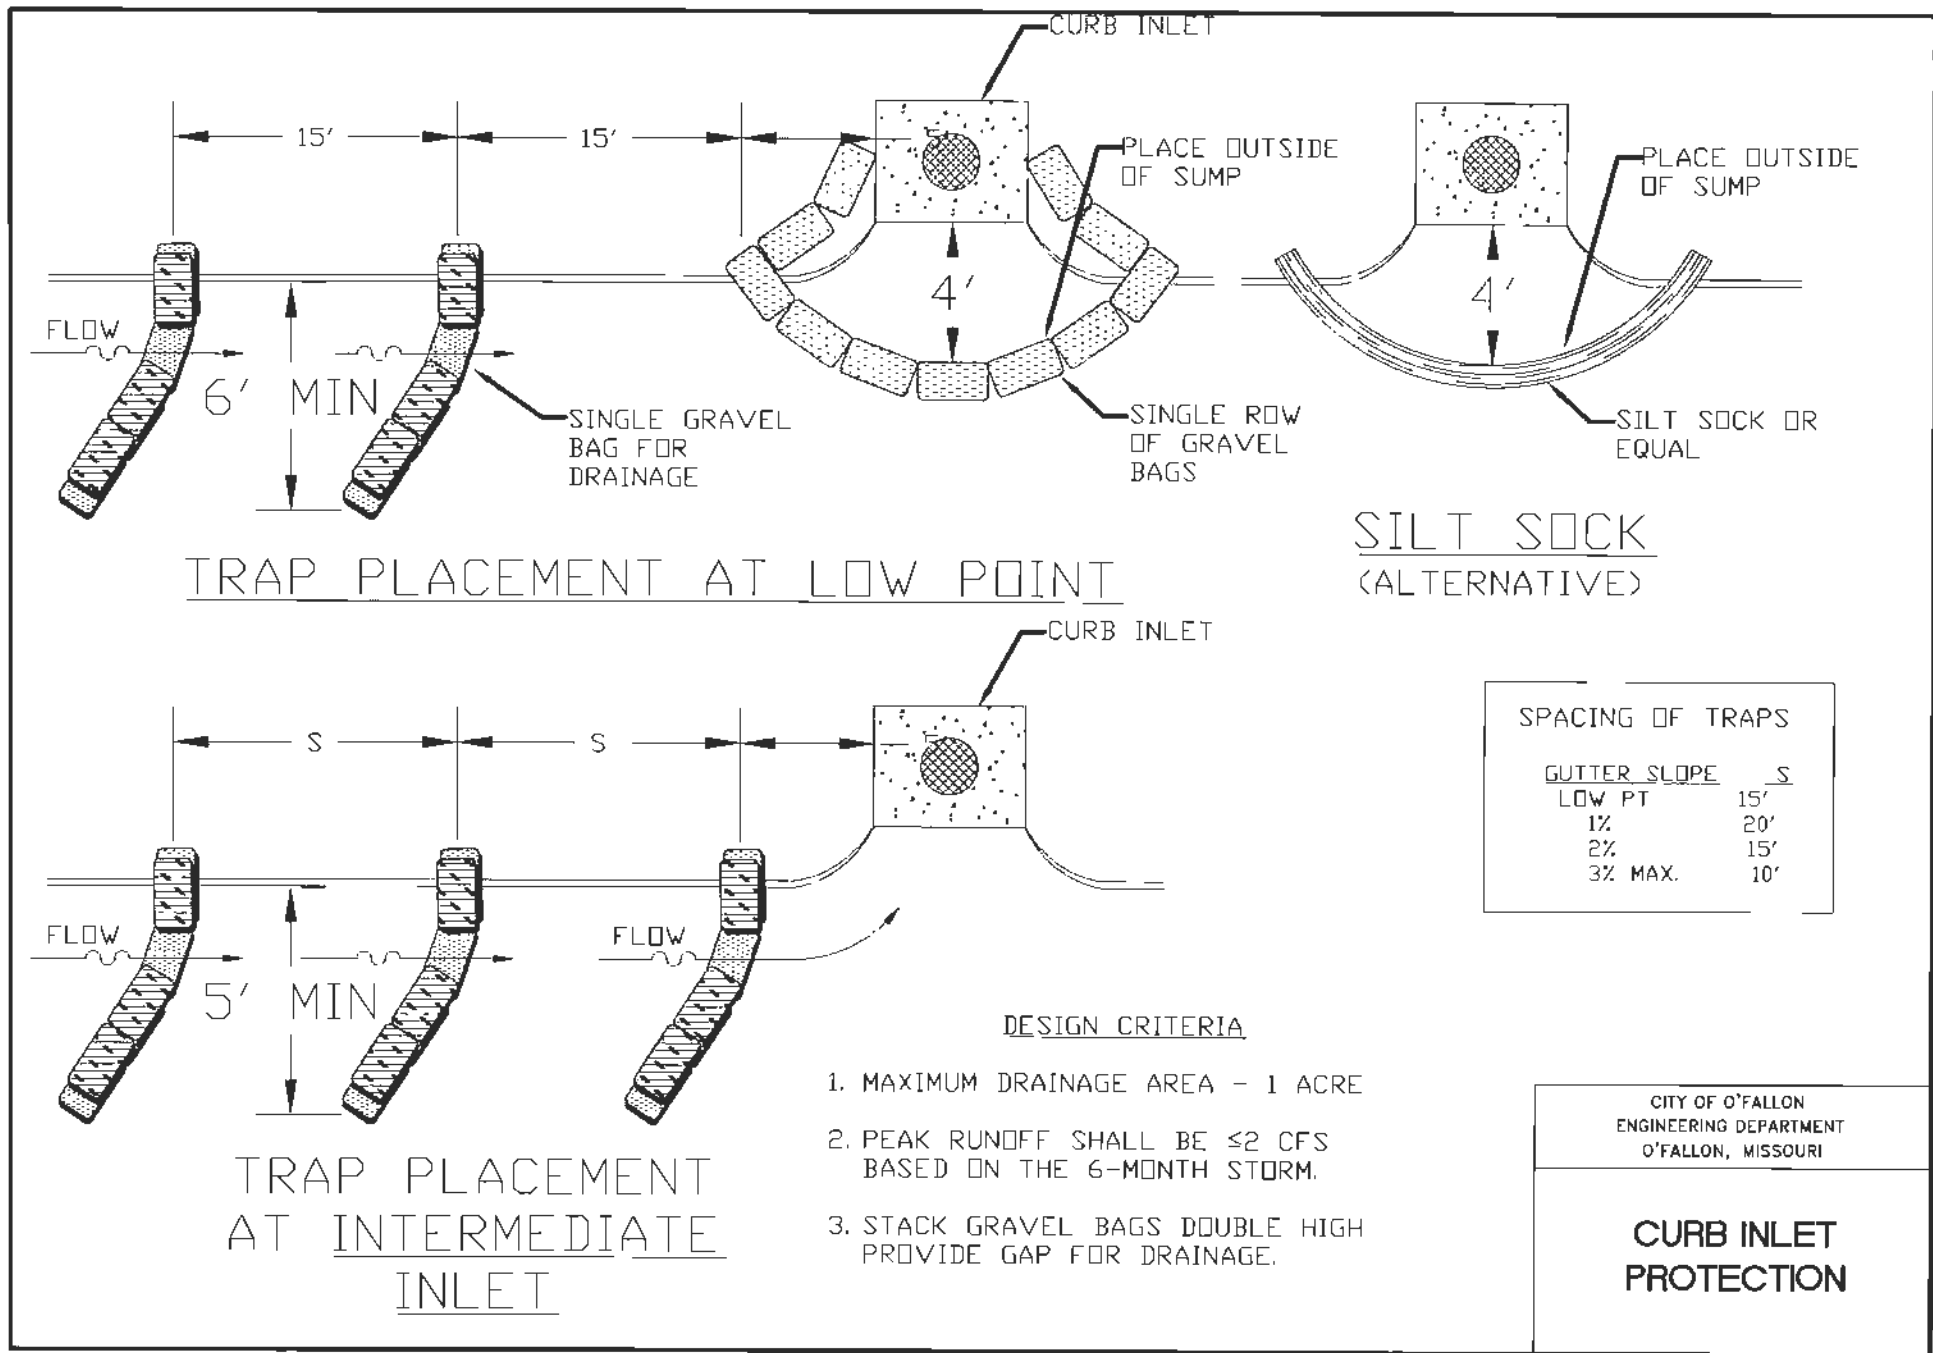 CURB INLET
15'
15'
5'
PLACE OUTSIDE
OF SUMP
PLACE OUTSIDE
OF SUMP
4'
4'
FLOW
6' MIN
SINGLE GRAVEL
BAG FOR
DRAINAGE
SINGLE ROW
OF GRAVEL
BAGS
SILT SOCK OR
EQUAL
TRAP PLACEMENT AT LOW POINT
SILT SOCK
(ALTERNATIVE)
CURB INLET
S
S
SPACING OF TRAPS
GUTTER SLOPE S
LOW PT 15'
1% 20'
2% 15'
3% MAX. 10'
FLOW
FLOW
5' MIN
TRAP PLACEMENT
AT INTERMEDIATE
INLET
DESIGN CRITERIA
1. MAXIMUM DRAINAGE AREA - 1 ACRE
2. PEAK RUNOFF SHALL BE ≤2 CFS
BASED ON THE 6-MONTH STORM.
3. STACK GRAVEL BAGS DOUBLE HIGH
PROVIDE GAP FOR DRAINAGE.
CITY OF O'FALLON
ENGINEERING DEPARTMENT
O'FALLON, MISSOURI
CURB INLET
PROTECTION